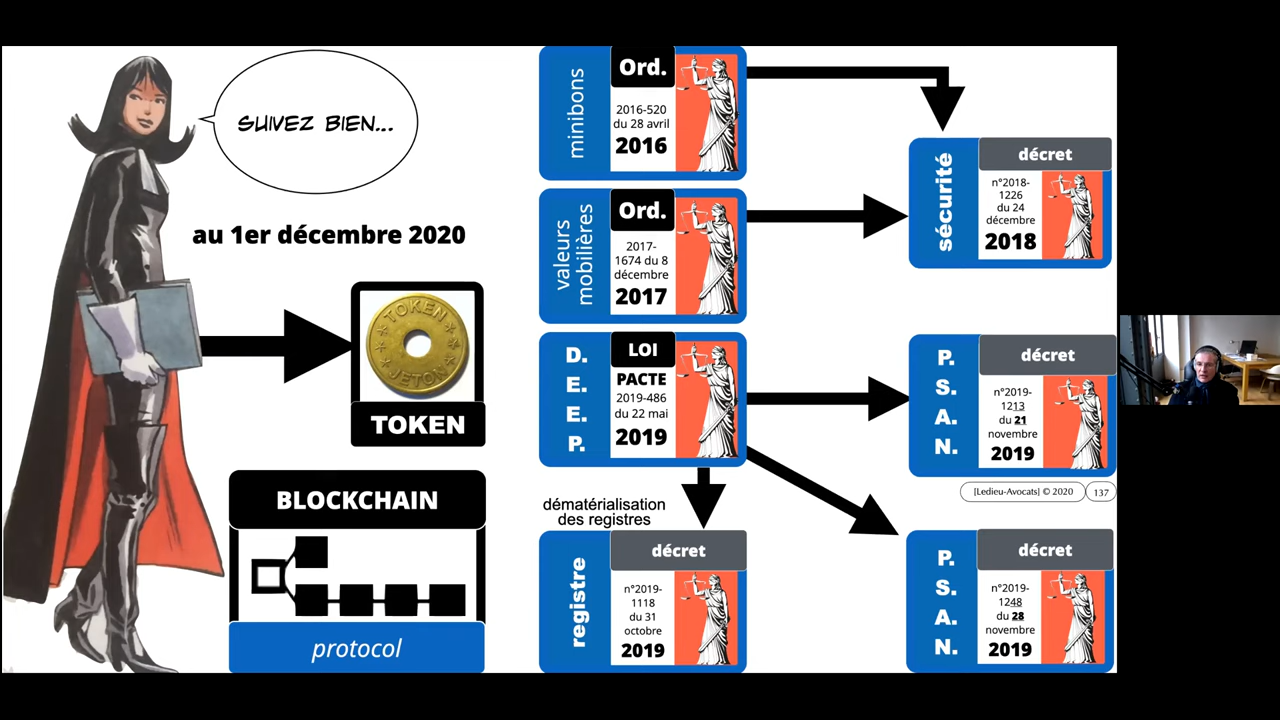 SUIVEZ BIEN...
au 1er décembre 2020
TOKEN
JETON
TOKEN
BLOCKCHAIN
protocol
minibons
Ord.
2016-520
du 28 avril
2016
valeurs
mobilières
Ord.
2017-
1674 du 8
décembre
2017
D.
E.
E.
P.
LOI
PACTE
2019-486
du 22 mai
2019
dématérialisation
des registres
registre
décret
n°2019-
1118
du 31
octobre
2019
sécurité
décret
n°2018-
1226
du 24
décembre
2018
P.
S.
A.
N.
décret
n°2019-
1213
du 21
novembre
2019
[Ledieu-Avocats] © 2020
137
P.
S.
A.
N.
décret
n°2019-
1248
du 28
novembre
2019